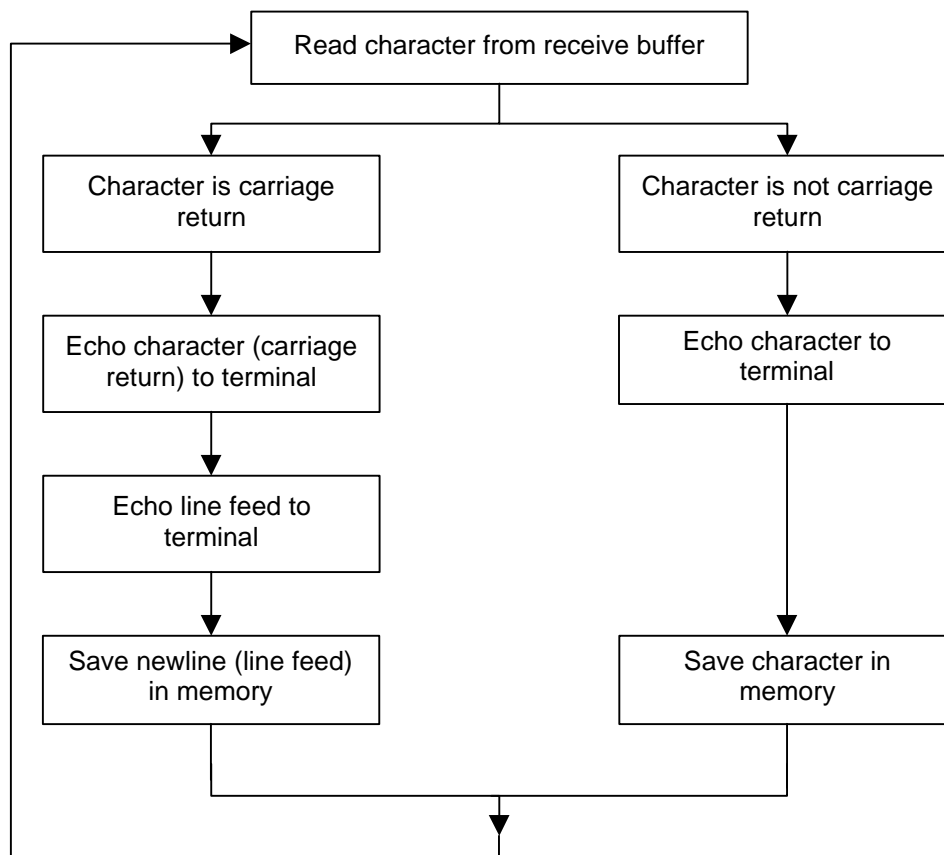 Read character from receive buffer
Character is carriage
return
Character is not carriage
return
Echo character (carriage
return) to terminal
Echo character to
terminal
Echo line feed to
terminal
Save newline (line feed)
in memory
Save character in
memory